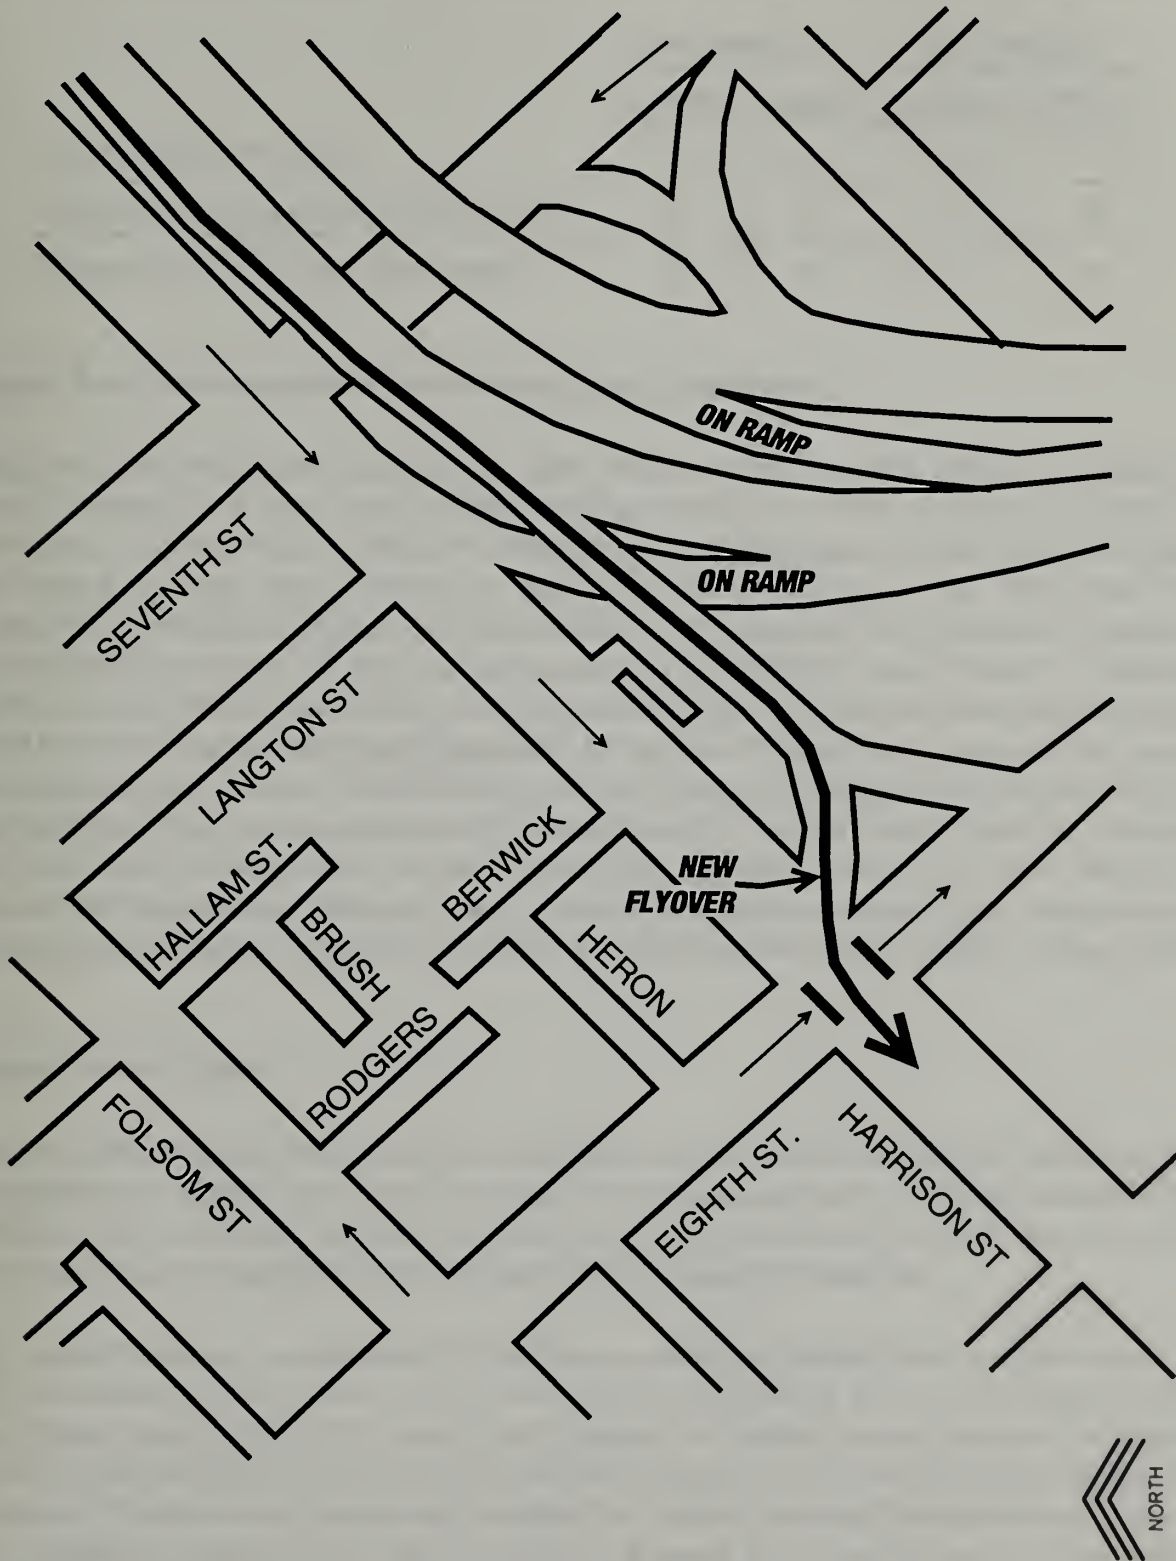 ON RAMP
ON RAMP
SEVENTH ST
LANGTON ST
HALLAM ST.
BRUSH
BERWICK
NEW
FLYOVER
HERON
RODGERS
FOLSOM ST
EIGHTH ST.
HARRISON ST
NORTH